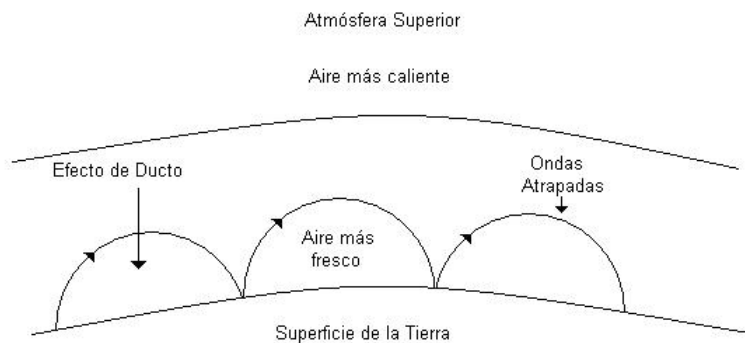 Atmósfera Superior
Aire más caliente
Efecto de Ducto
Ondas
Atrapadas
Aire más
fresco
Superficie de la Tierra